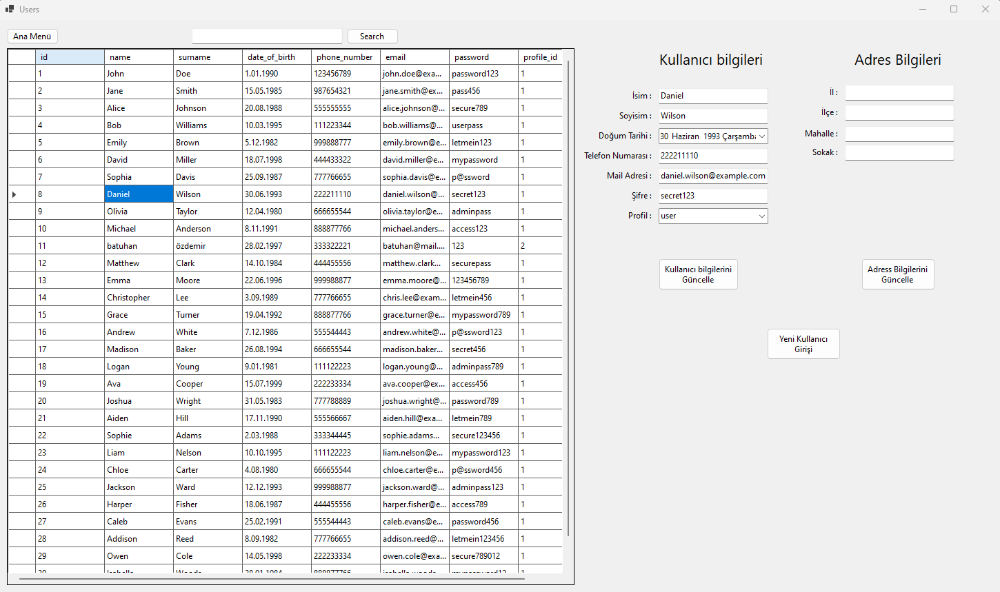 Users
Ana Menü Search
id name surname date_of_birth phone_number email password profile_id
1 John Doe 1.01.1990 123456789 john.doe@exa... password123 1
2 Jane Smith 15.05.1985 987654321 jane.smith@ex... pass456 1
3 Alice Johnson 20.08.1988 555555555 alice.johnson@... secure789 1
4 Bob Williams 10.03.1995 111223344 bob.williams@... userpass 1
5 Emily Brown 5.12.1982 999888777 emily.brown@e... letmein123 1
6 David Miller 18.07.1998 444433322 david.miller@e... mypassword 1
7 Sophia Davis 25.09.1987 777766655 sophia.davis@e... p@ssword 1
8 Daniel Wilson 30.06.1993 222211110 daniel.wilson@... secret123 1
9 Olivia Taylor 12.04.1980 666655544 olivia.taylor@e... adminpass 1
10 Michael Anderson 8.11.1991 888877766 michael.anders... access123 1
11 batuhan özdemir 28.02.1997 333322221 batuhan@mail.... 123 2
12 Matthew Clark 14.10.1984 444455556 matthew.clark... securepass 1
13 Emma Moore 22.06.1996 999988877 emma.moore@... 123456789 1
14 Christopher Lee 3.09.1989 777766655 chris.lee@exam... letmein456 1
15 Grace Turner 19.04.1992 888877766 grace.turner@e... mypassword789 1
16 Andrew White 7.12.1986 555544443 andrew.white@... p@ssword123 1
17 Madison Baker 26.08.1994 666655544 madison.baker... secret456 1
18 Logan Young 9.01.1981 111122223 logan.young@... adminpass789 1
19 Ava Cooper 15.07.1999 222233334 ava.cooper@ex... access456 1
20 Joshua Wright 31.05.1983 777788889 joshua.wright@... password789 1
21 Aiden Hill 17.11.1990 555566667 aiden.hill@exa... letmein789 1
22 Sophie Adams 2.03.1988 333344445 sophie.adams... secure123456 1
23 Liam Nelson 10.10.1995 111122223 liam.nelson@e... mypassword123 1
24 Chloe Carter 4.08.1980 666655544 chloe.carter@e... p@ssword456 1
25 Jackson Ward 12.12.1993 999988877 jackson.ward@... adminpass123 1
26 Harper Fisher 18.06.1987 444455556 harper.fisher@e... access789 1
27 Caleb Evans 25.02.1991 555544443 caleb.evans@e... password456 1
28 Addison Reed 8.09.1982 777766655 addison.reed@... letmein123456 1
29 Owen Cole 14.05.1998 222233334 owen.cole@exa... secure789012 1
Kullanıcı bilgileri
İsim : Daniel
Soyisim : Wilson
Doğum Tarihi : 30 Haziran 1993 Çarşamba
Telefon Numarası : 222211110
Mail Adresi : daniel.wilson@example.com
Şifre : secret123
Profil : user
Kullanıcı bilgilerini
Güncelle
Adres Bilgileri
İl :
İlçe :
Mahalle :
Sokak :
Adress Bilgilerini
Güncelle
Yeni Kullanıcı
Girişi